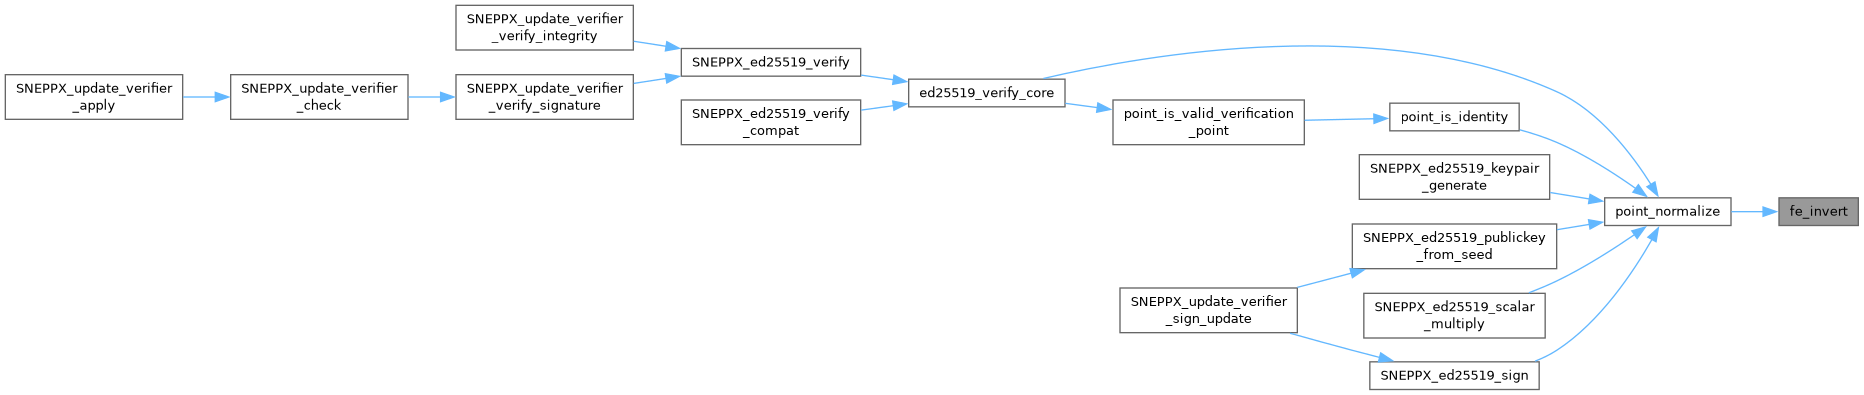 SNEPPX_update_verifier
_verify_integrity
SNEPPX_ed25519_verify
SNEPPX_update_verifier
_apply
SNEPPX_update_verifier
_check
SNEPPX_update_verifier
_verify_signature
ed25519_verify_core
SNEPPX_ed25519_verify
_compat
point_is_valid_verification
_point
point_is_identity
SNEPPX_ed25519_keypair
_generate
point_normalize
fe_invert
SNEPPX_ed25519_publickey
_from_seed
SNEPPX_update_verifier
_sign_update
SNEPPX_ed25519_scalar
_multiply
SNEPPX_ed25519_sign